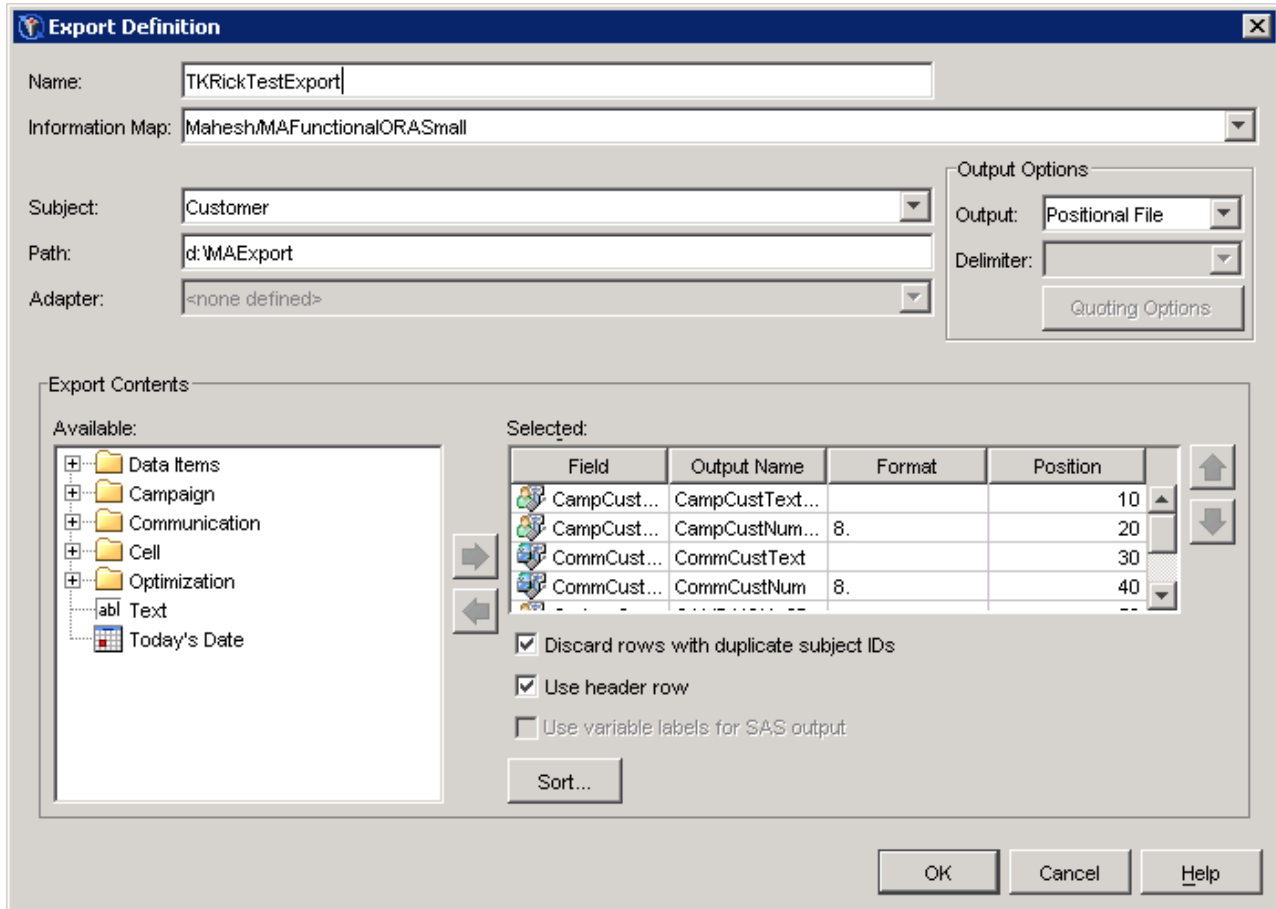 Export Definition
Name: TKRickTestExport
Information Map: Mahesh/MAFunctionalORASmall
Output Options
Subject: Customer
Output: Positional File
Path: d:\MAExport
Delimiter:
Adapter: <none defined>
Quoting Options
Export Contents
Available:
Data Items
Campaign
Communication
Cell
Optimization
abl Text
Today's Date
Selected:
Field Output Name Format Position
CampCust... CampCustText... 10
CampCust... CampCustNum... 8. 20
CommCust... CommCustText 30
CommCust... CommCustNum 8. 40
Discard rows with duplicate subject IDs
Use header row
Use variable labels for SAS output
Sort...
OK Cancel Help